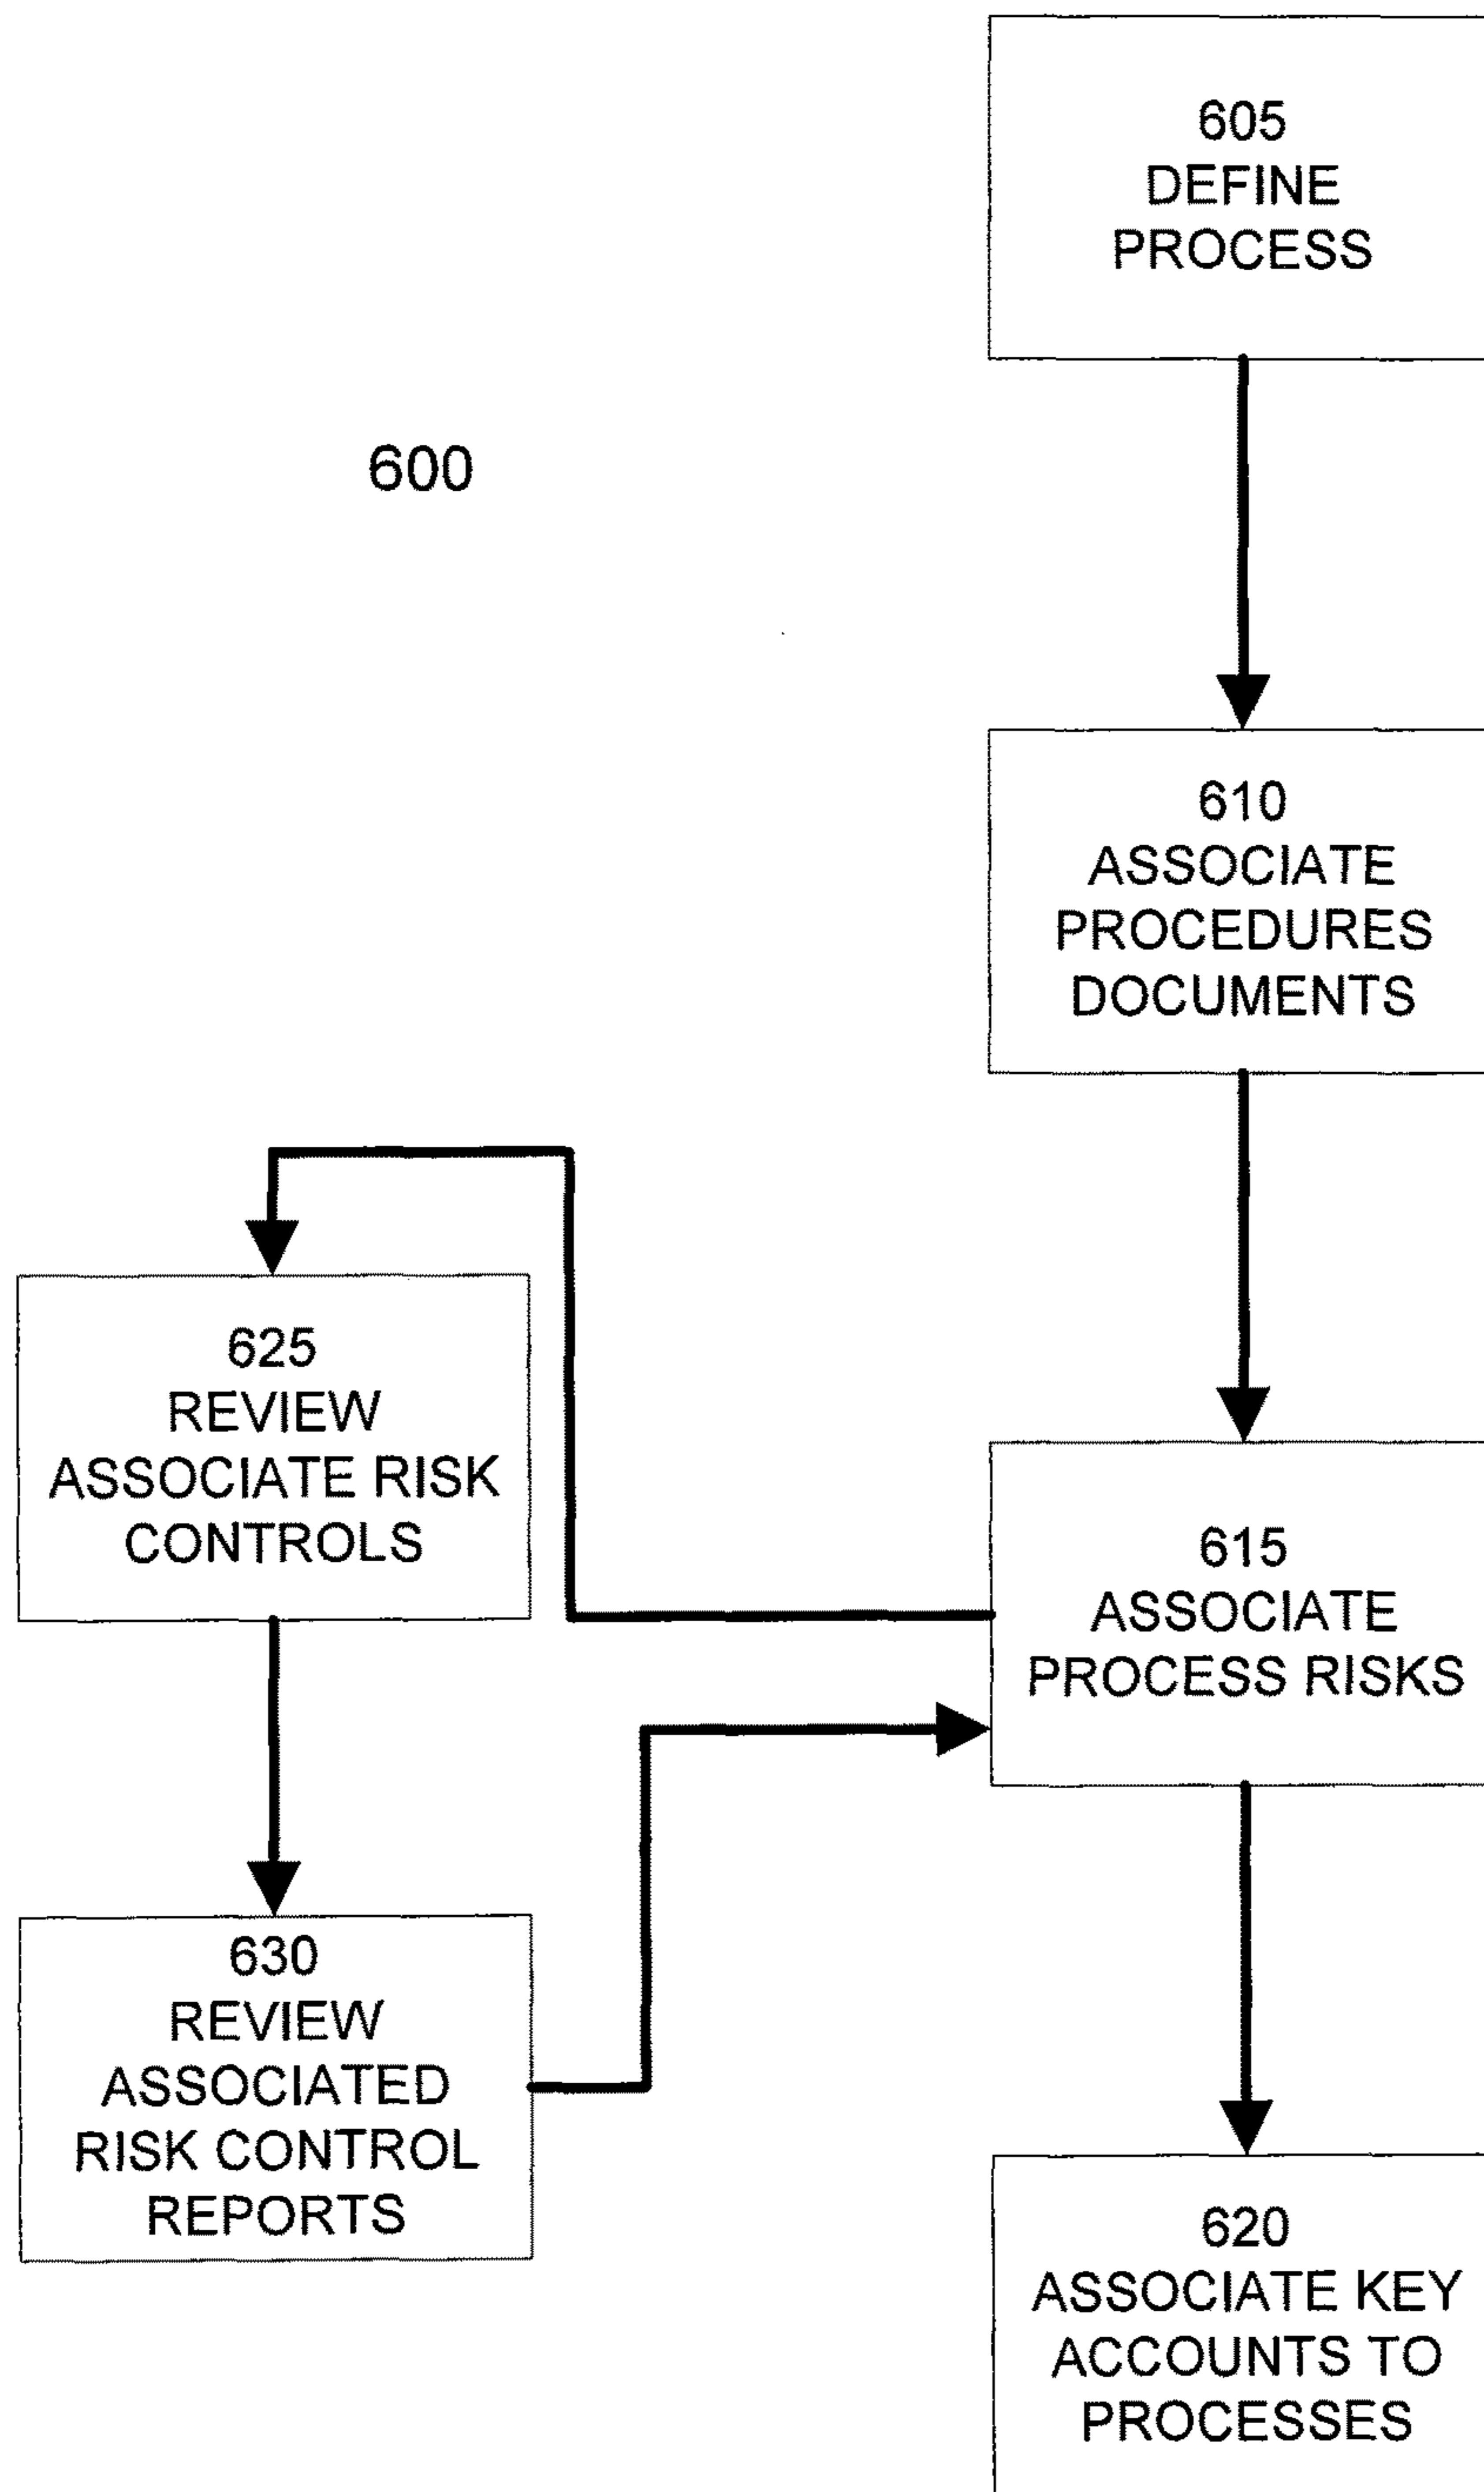 605
DEFINE
PROCESS
600
610
ASSOCIATE
PROCEDURES
DOCUMENTS
625
REVIEW
ASSOCIATE RISK
CONTROLS
615
ASSOCIATE
PROCESS RISKS
630
REVIEW
ASSOCIATED
RISK CONTROL
REPORTS
620
ASSOCIATE KEY
ACCOUNTS TO
PROCESSES